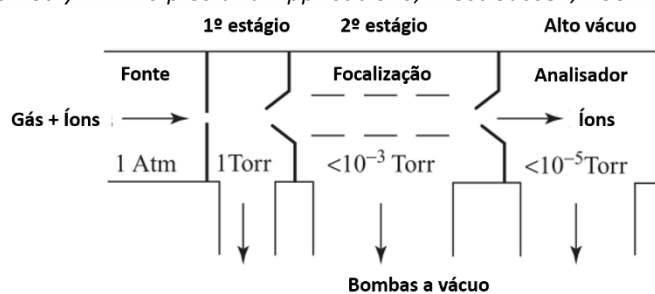 1º estágio 2º estágio Alto vácuo
Fonte Focalização Analisador
Gás + Íons Íons
1 Atm 1Torr <10⁻³ Torr <10⁻⁵Torr
Bombas a vácuo